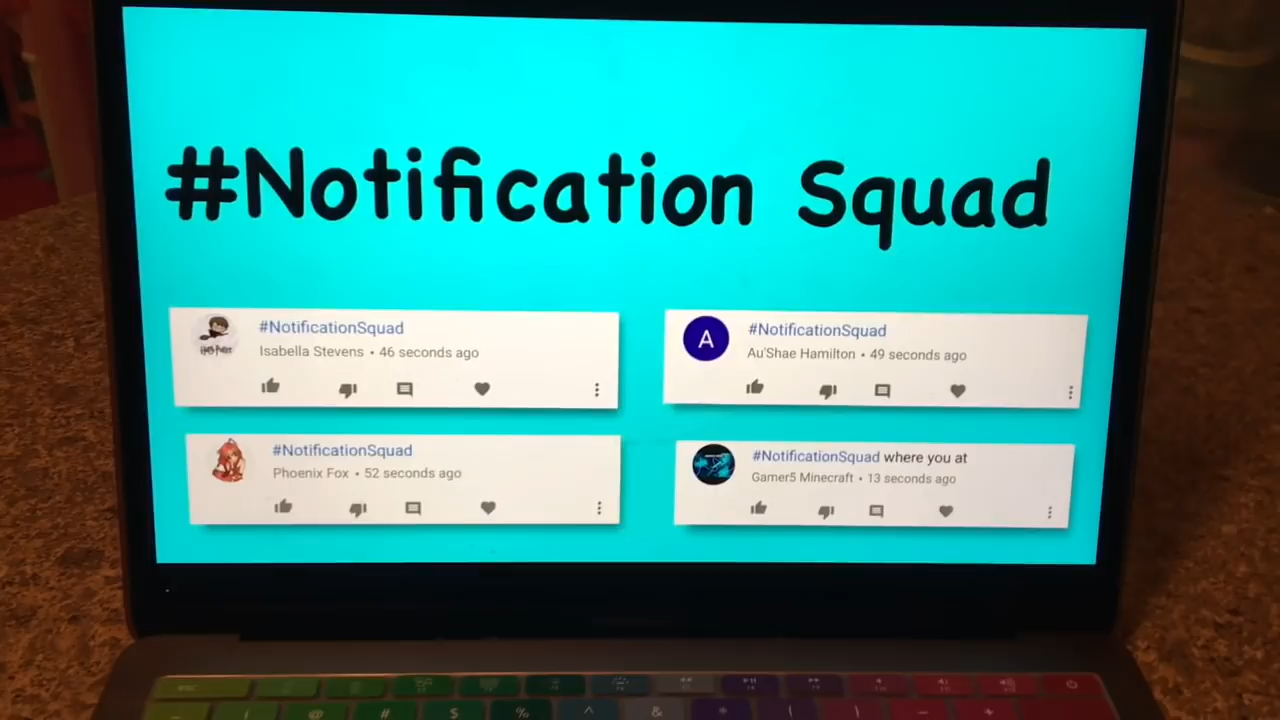 #Notification Squad
#NotificationSquad
Isabella Stevens • 46 seconds ago
#NotificationSquad
Au'Shae Hamilton • 49 seconds ago
#NotificationSquad
Phoenix Fox • 52 seconds ago
#NotificationSquad where you at
Gamer5 Minecraft • 13 seconds ago
A
esc
! @ # $ % ^ & * ( ) – +